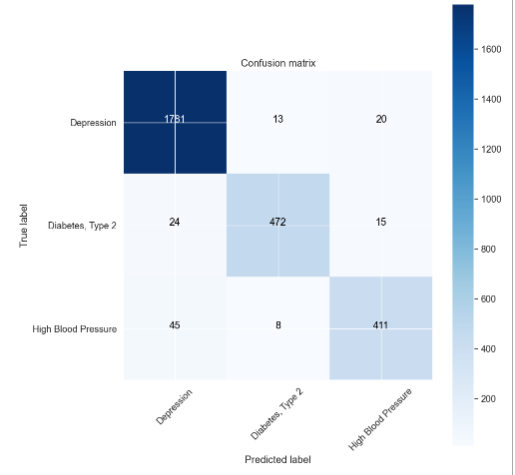 Confusion matrix
1600
1400
1200
1000
800
600
400
200
True label
Depression
1781
13
20
Diabetes, Type 2
24
472
15
High Blood Pressure
45
8
411
Depression
Diabetes, Type 2
High Blood Pressure
Predicted label